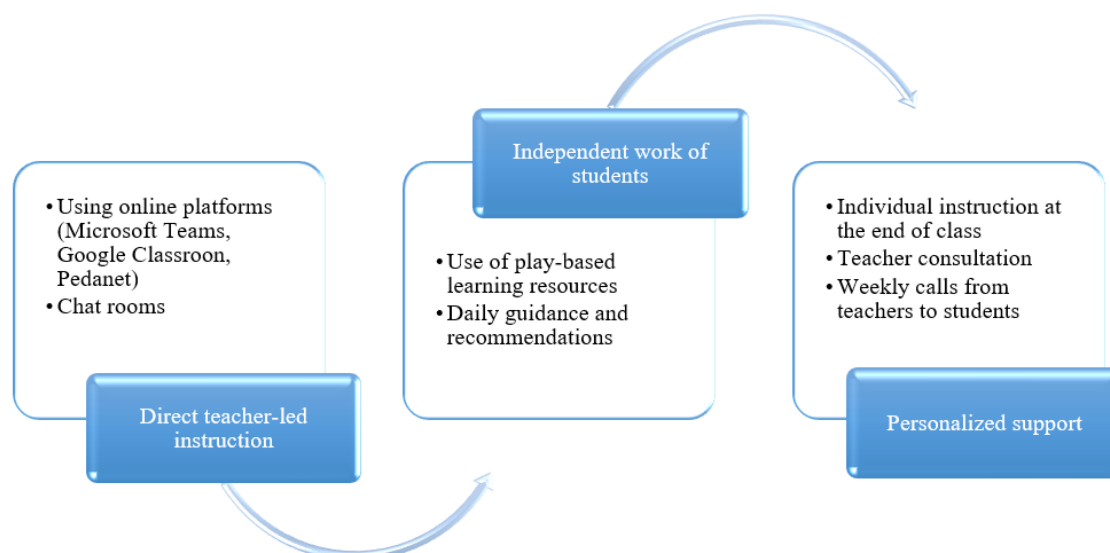 • Using online platforms
(Microsoft Teams,
Google Classroon,
Pedanet)
• Chat rooms
Direct teacher-led
instruction
Independent work of
students
• Use of play-based
learning resources
• Daily guidance and
recommendations
• Individual instruction at
the end of class
• Teacher consultation
• Weekly calls from
teachers to students
Personalized support